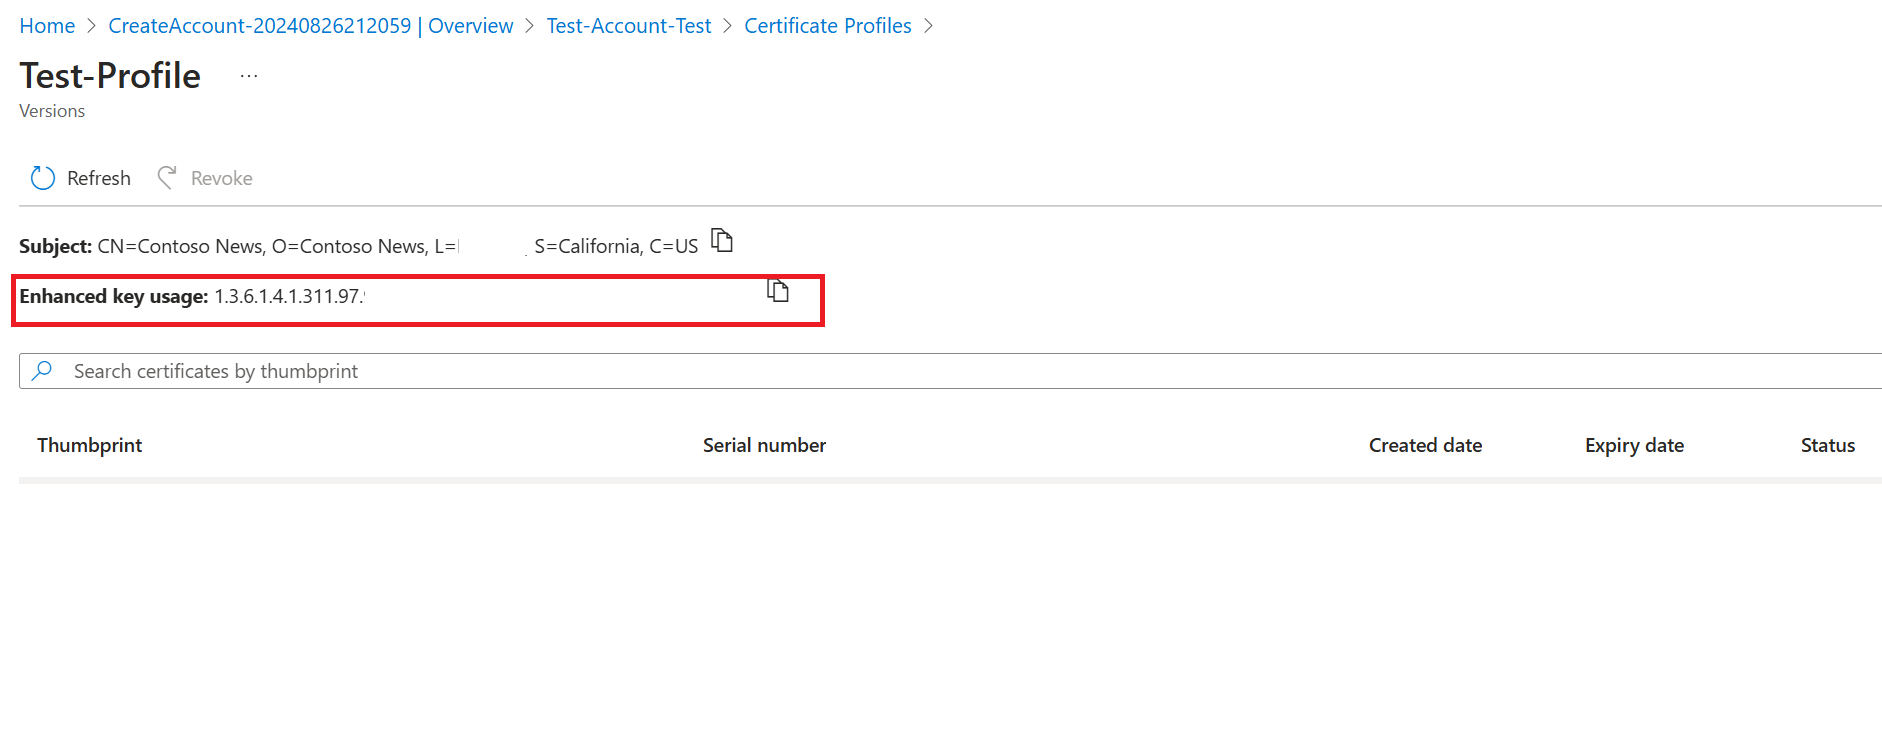 Home > CreateAccount-20240826212059 | Overview > Test-Account-Test > Certificate Profiles >
Test-Profile ...
Versions
Refresh Revoke
Subject: CN=Contoso News, O=Contoso News, L= , S=California, C=US
Enhanced key usage: 1.3.6.1.4.1.311.97.
Search certificates by thumbprint
Thumbprint Serial number Created date Expiry date Status